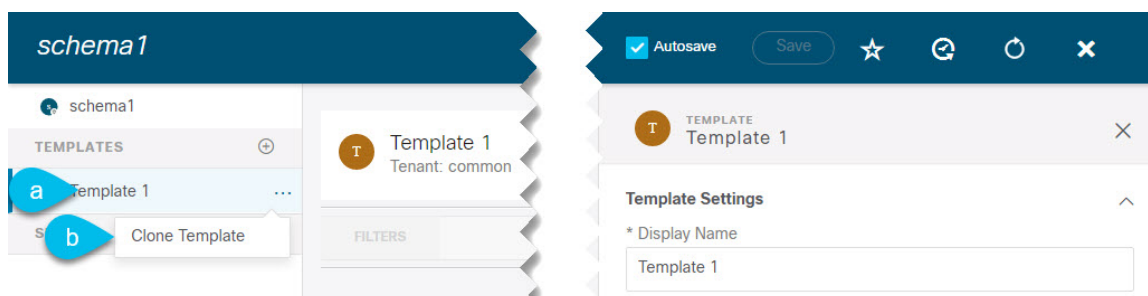 schema1
schema1
TEMPLATES
a
Template 1
...
b
Clone Template
S
T
Template 1
Tenant: common
FILTERS
Autosave
Save
T
TEMPLATE
Template 1
Template Settings
* Display Name
Template 1